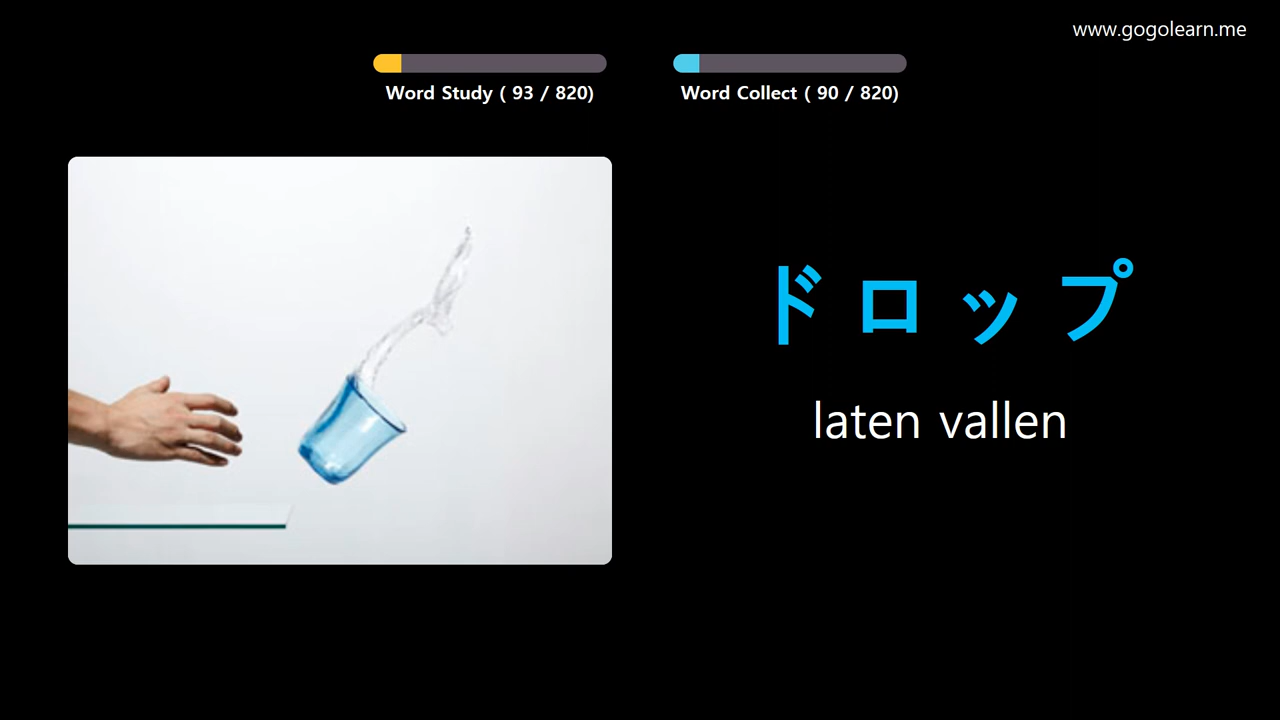 www.gogolearn.me
Word Study ( 93 / 820)
Word Collect ( 90 / 820)
ドロップ
laten vallen